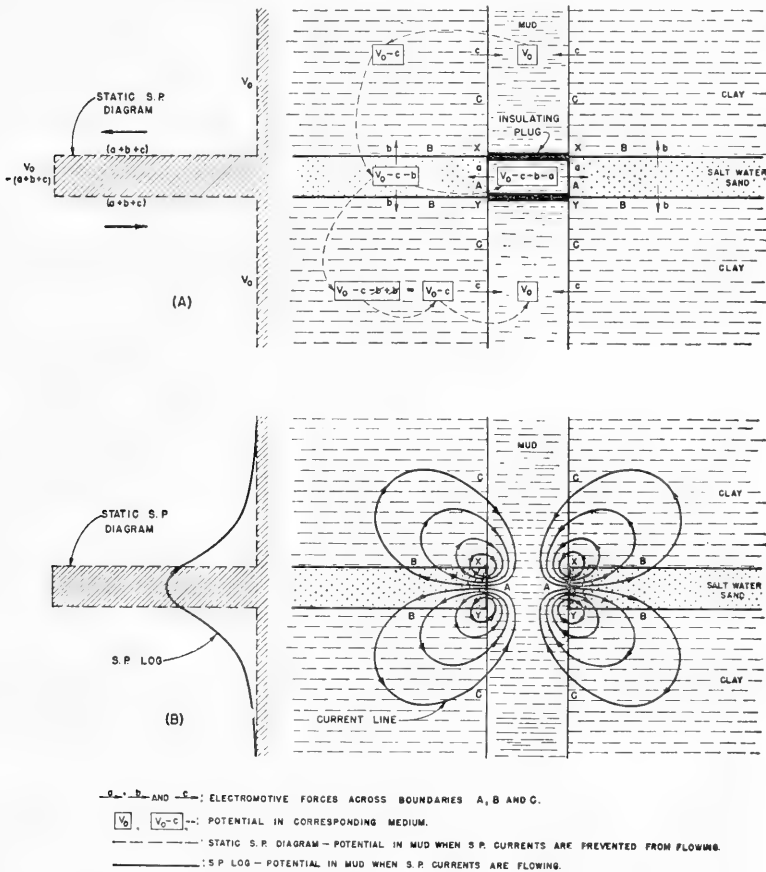 MUD
V₀-c
c
V₀
c
V₀
STATIC S.P.
DIAGRAM
C
C
CLAY
INSULATING
PLUG
(a+b+c)
b
B
X
X
B
b
V₀
-(a+b+c)
V₀-c-b
a
A
V₀-c-b-a
a
A
SALT WATER
SAND
(a+b+c)
b
B
Y
Y
B
b
C
C
V₀
CLAY
V₀-c-b+b = V₀-c
c
V₀
c
(A)
MUD
C
C
CLAY
STATIC S.P
DIAGRAM
B
X
X
B
A
A
SALT WATER
SAND
B
Y
Y
B
S.P. LOG
C
C
CLAY
(B)
CURRENT LINE
a, b AND c : ELECTROMOTIVE FORCES ACROSS BOUNDARIES A, B AND C.
V₀, V₀-c, --: POTENTIAL IN CORRESPONDING MEDIUM.
: STATIC S.P. DIAGRAM – POTENTIAL IN MUD WHEN S.P. CURRENTS ARE PREVENTED FROM FLOWING.
: S P LOG – POTENTIAL IN MUD WHEN S.P. CURRENTS ARE FLOWING.